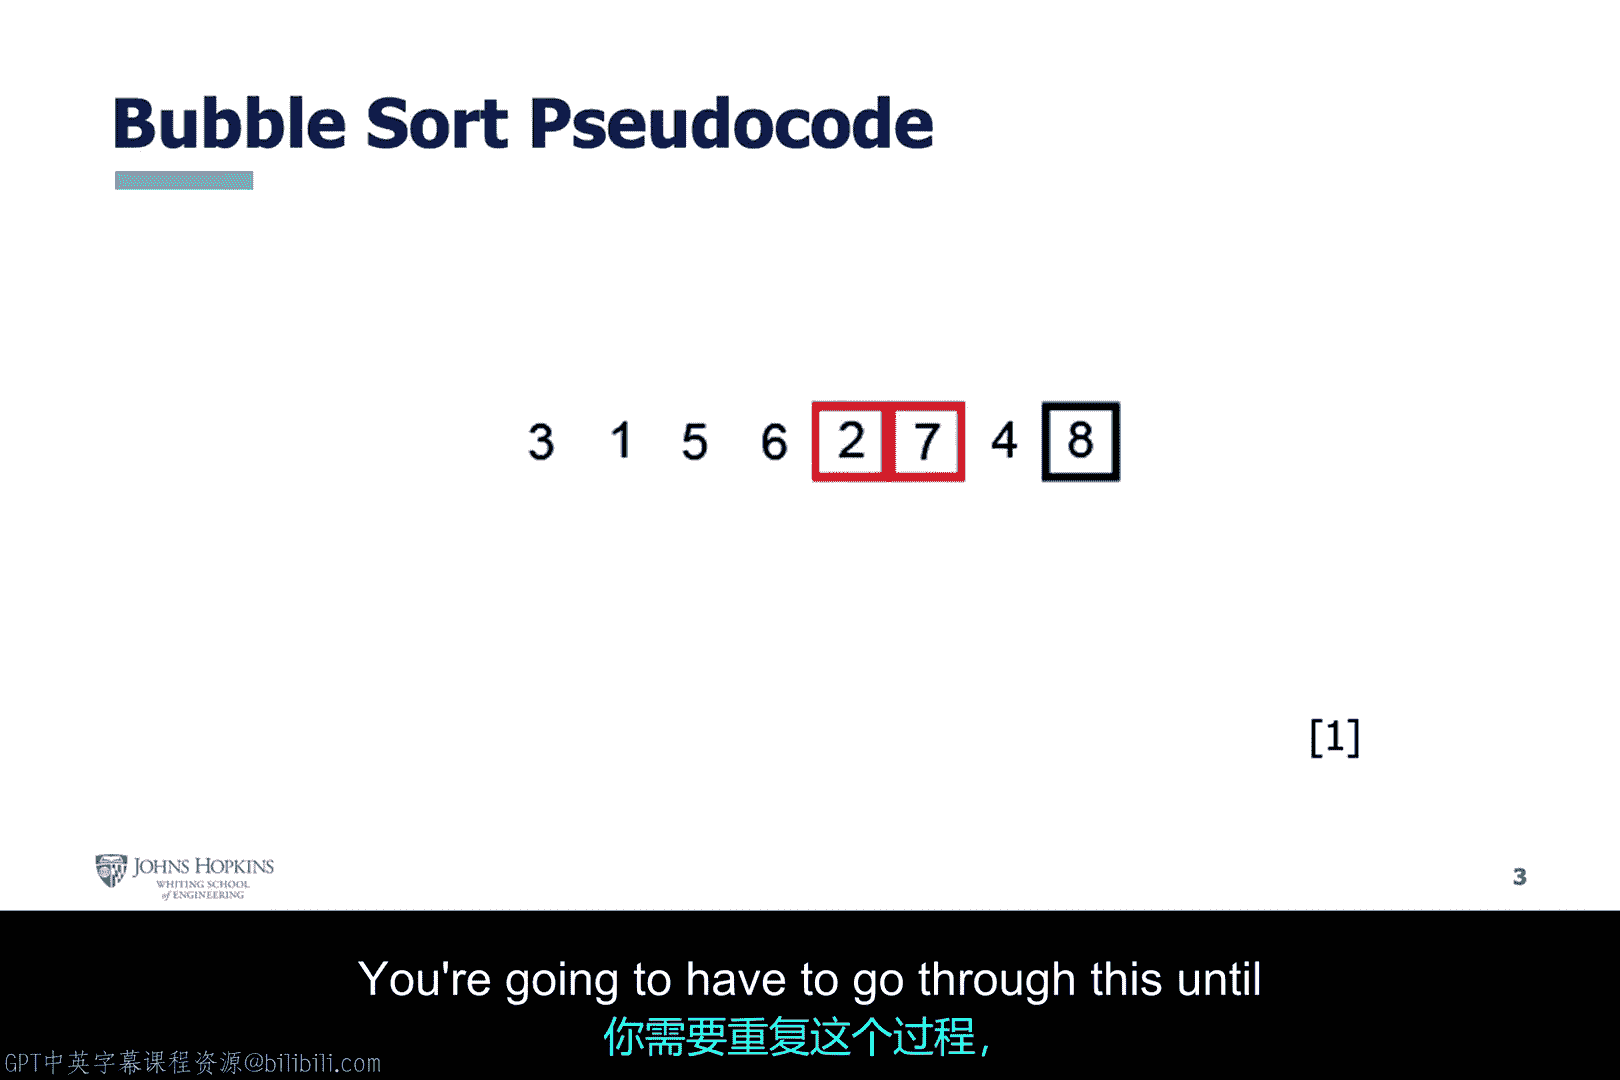 Bubble Sort Pseudocode
3 1 5 6 2 7 4 8
[1]
JOHNS HOPKINS
WHITING SCHOOL
of ENGINEERING
3
You're going to have to go through this until
你需要重复这个过程，
GPT中英字幕课程资源@bilibili.com